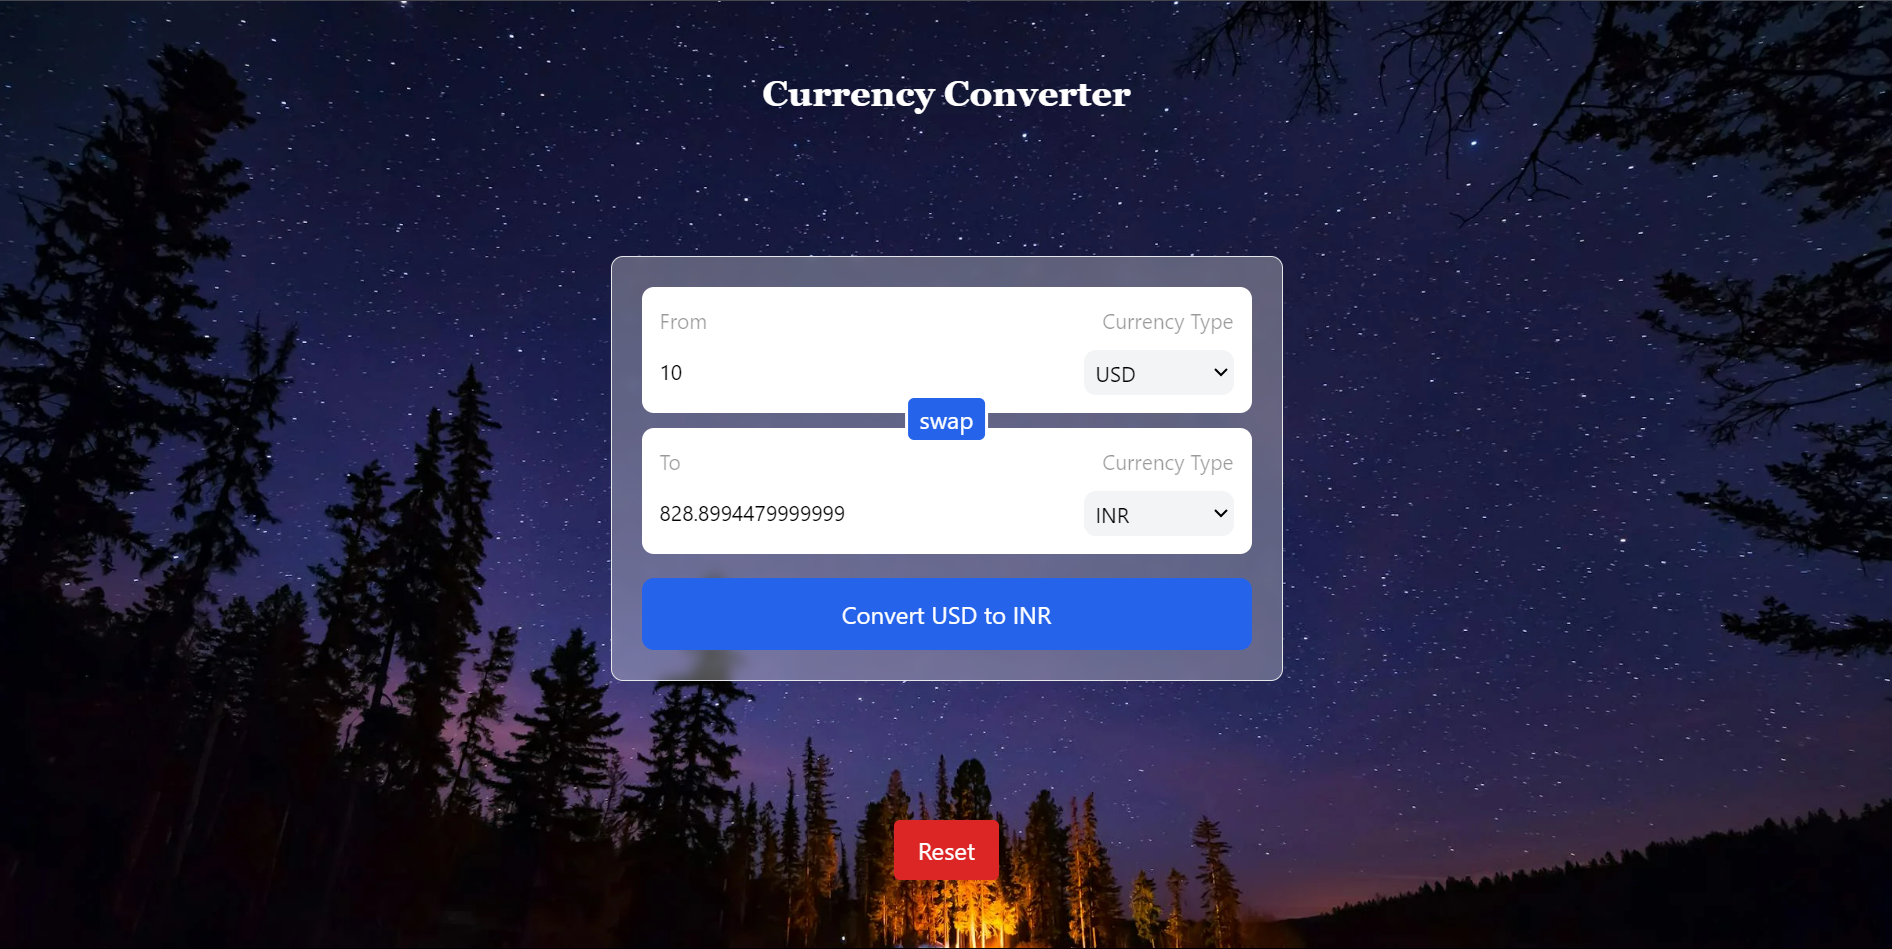 Currency Converter
From Currency Type
10 USD
swap
To Currency Type
828.8994479999999 INR
Convert USD to INR
Reset